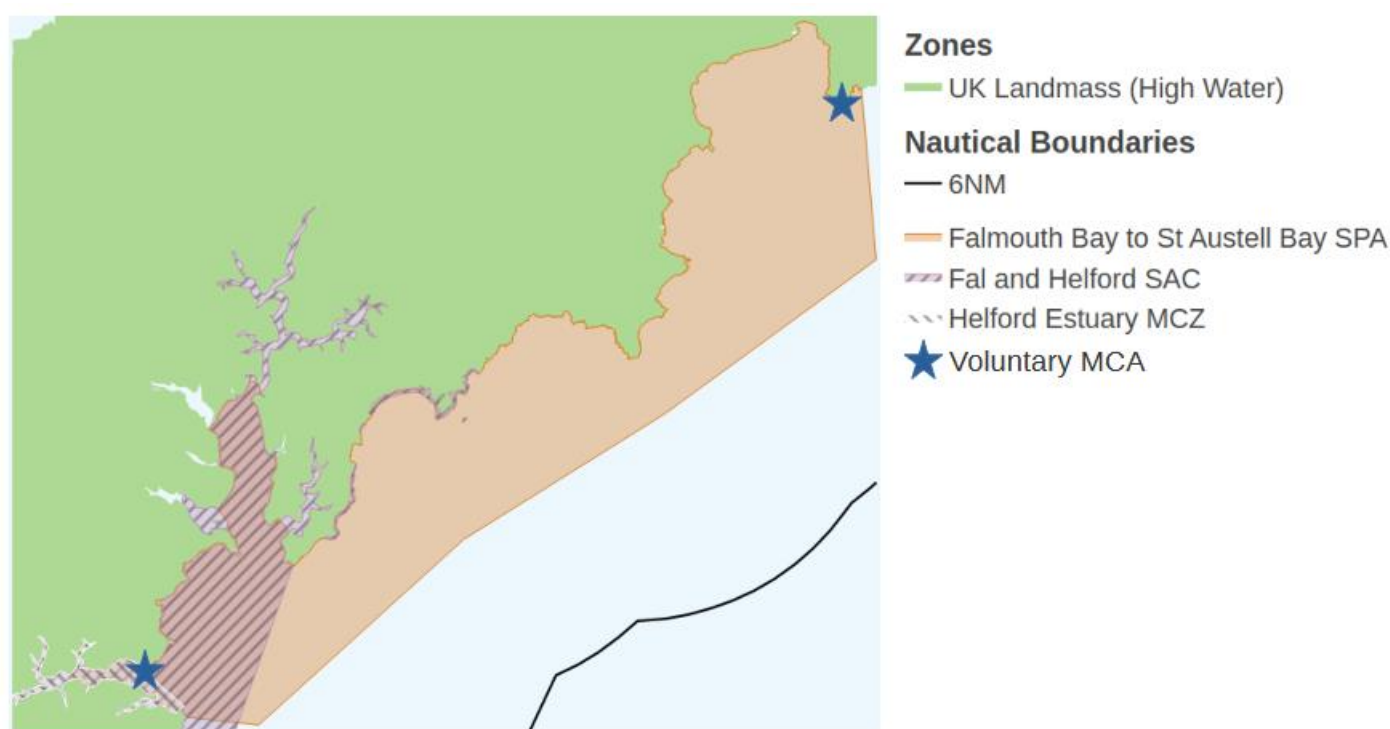 Zones
UK Landmass (High Water)
Nautical Boundaries
6NM
Falmouth Bay to St Austell Bay SPA
Fal and Helford SAC
Helford Estuary MCZ
Voluntary MCA